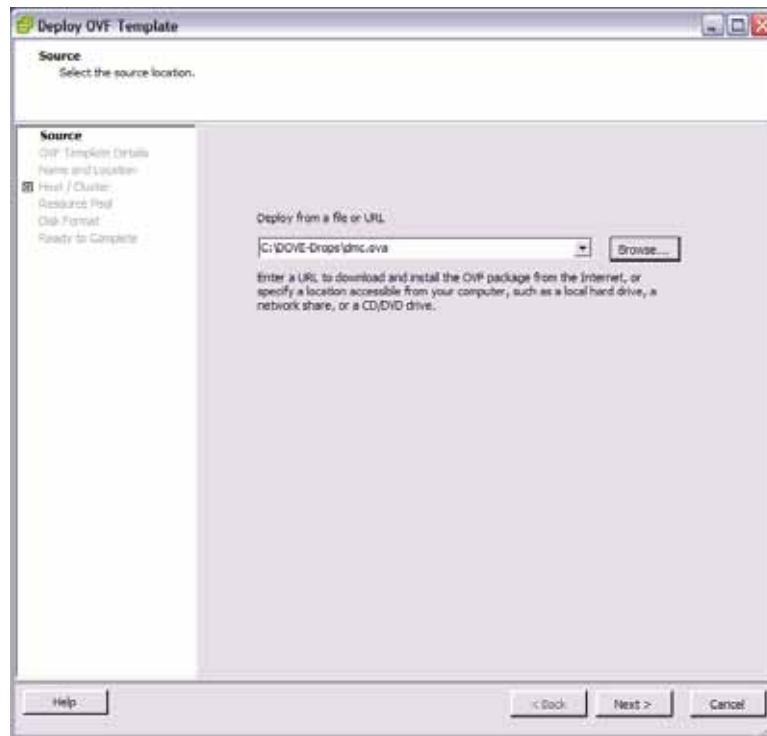 Deploy OVF Template
Source
Select the source location.
Source
OVF Template Details
Name and Location
Host / Cluster
Resource Pool
Disk Format
Ready to Complete
Deploy from a file or URL
C:\DOVE-Drops\dmc.ova
Browse...
Enter a URL to download and install the OVF package from the Internet, or
specify a location accessible from your computer, such as a local hard drive, a
network share, or a CD/DVD drive.
Help
< Back
Next >
Cancel